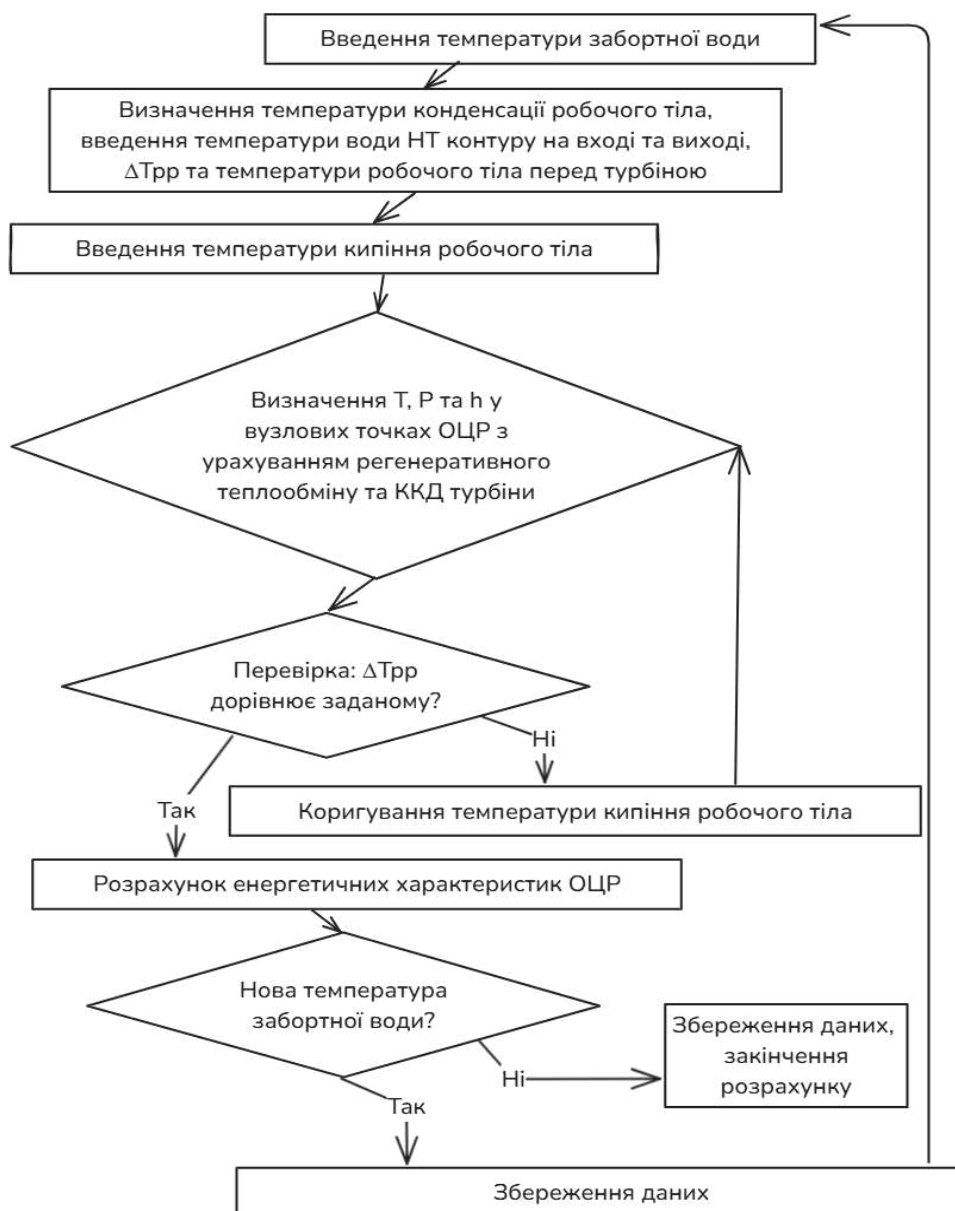 Введення температури забортної води
Визначення температури конденсації робочого тіла,
введення температури води НТ контуру на вході та виході,
ΔTpp та температури робочого тіла перед турбіною
Введення температури кипіння робочого тіла
Визначення T, P та h у
вузлових точках ОЦР з
урахуванням регенеративного
теплообміну та ККД турбіни
Перевірка: ΔTpp
дорівнює заданому?
Ні
Так
Коригування температури кипіння робочого тіла
Розрахунок енергетичних характеристик ОЦР
Нова температура
забортної води?
Ні
Збереження даних,
закінчення
розрахунку
Так
Збереження даних